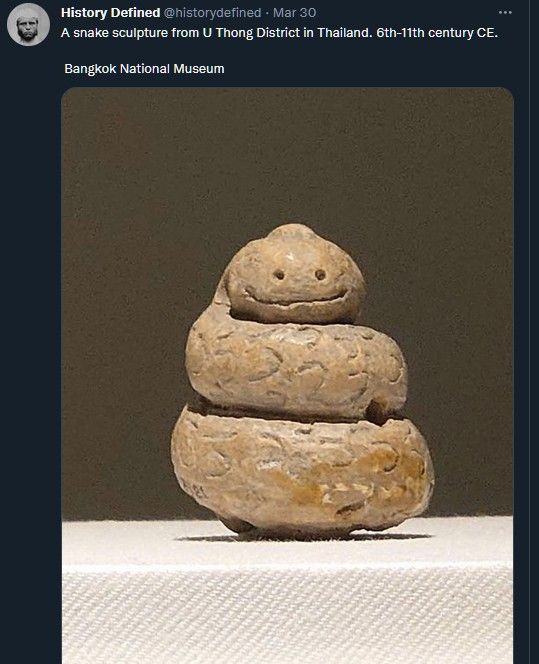 History Defined @historydefined · Mar 30
A snake sculpture from U Thong District in Thailand. 6th-11th century CE.
Bangkok National Museum